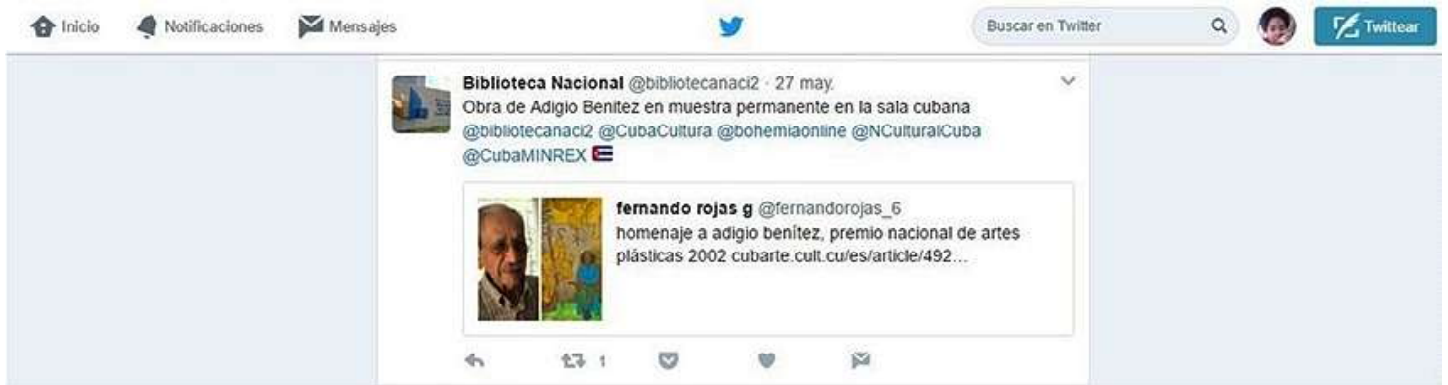 Inicio Notificaciones Mensajes Buscar en Twitter Twittear
Biblioteca Nacional @bibliotecanaci2 · 27 may.
Obra de Adigio Benitez en muestra permanente en la sala cubana
@bibliotecanaci2 @CubaCultura @bohemiaonline @NCulturalCuba
@CubaMINREX
fernando rojas g @fernandorojas_6
homenaje a adigio benítez, premio nacional de artes
plásticas 2002 cubarte.cult.cu/es/article/492…
1